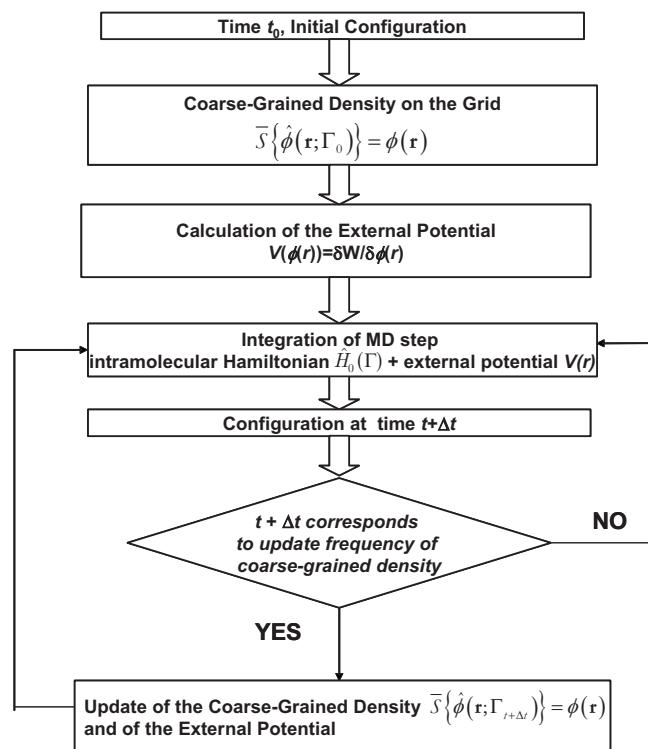 Time t₀, Initial Configuration
Coarse-Grained Density on the Grid
S̅{ϕ̂(r;Γ₀)} = ϕ(r)
Calculation of the External Potential
V(ϕ(r))=δW/δϕ(r)
Integration of MD step
intramolecular Hamiltonian Ĥ₀(Γ) + external potential V(r)
Configuration at time t+Δt
t + Δt corresponds
to update frequency of
coarse-grained density
NO
YES
Update of the Coarse-Grained Density S̅{ϕ̂(r;Γₜ₊Δₜ)} = ϕ(r)
and of the External Potential